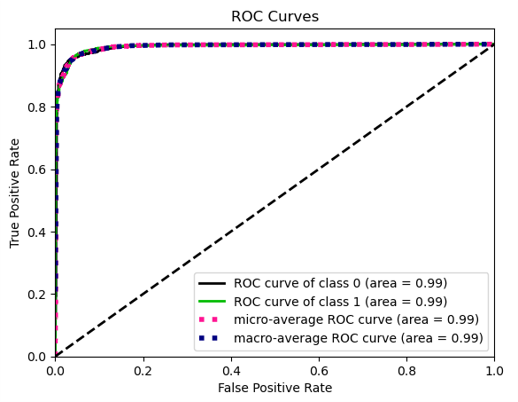 ROC Curves
True Positive Rate
1.0
0.8
0.6
0.4
0.2
0.0
ROC curve of class 0 (area = 0.99)
ROC curve of class 1 (area = 0.99)
micro-average ROC curve (area = 0.99)
macro-average ROC curve (area = 0.99)
0.0 0.2 0.4 0.6 0.8 1.0
False Positive Rate